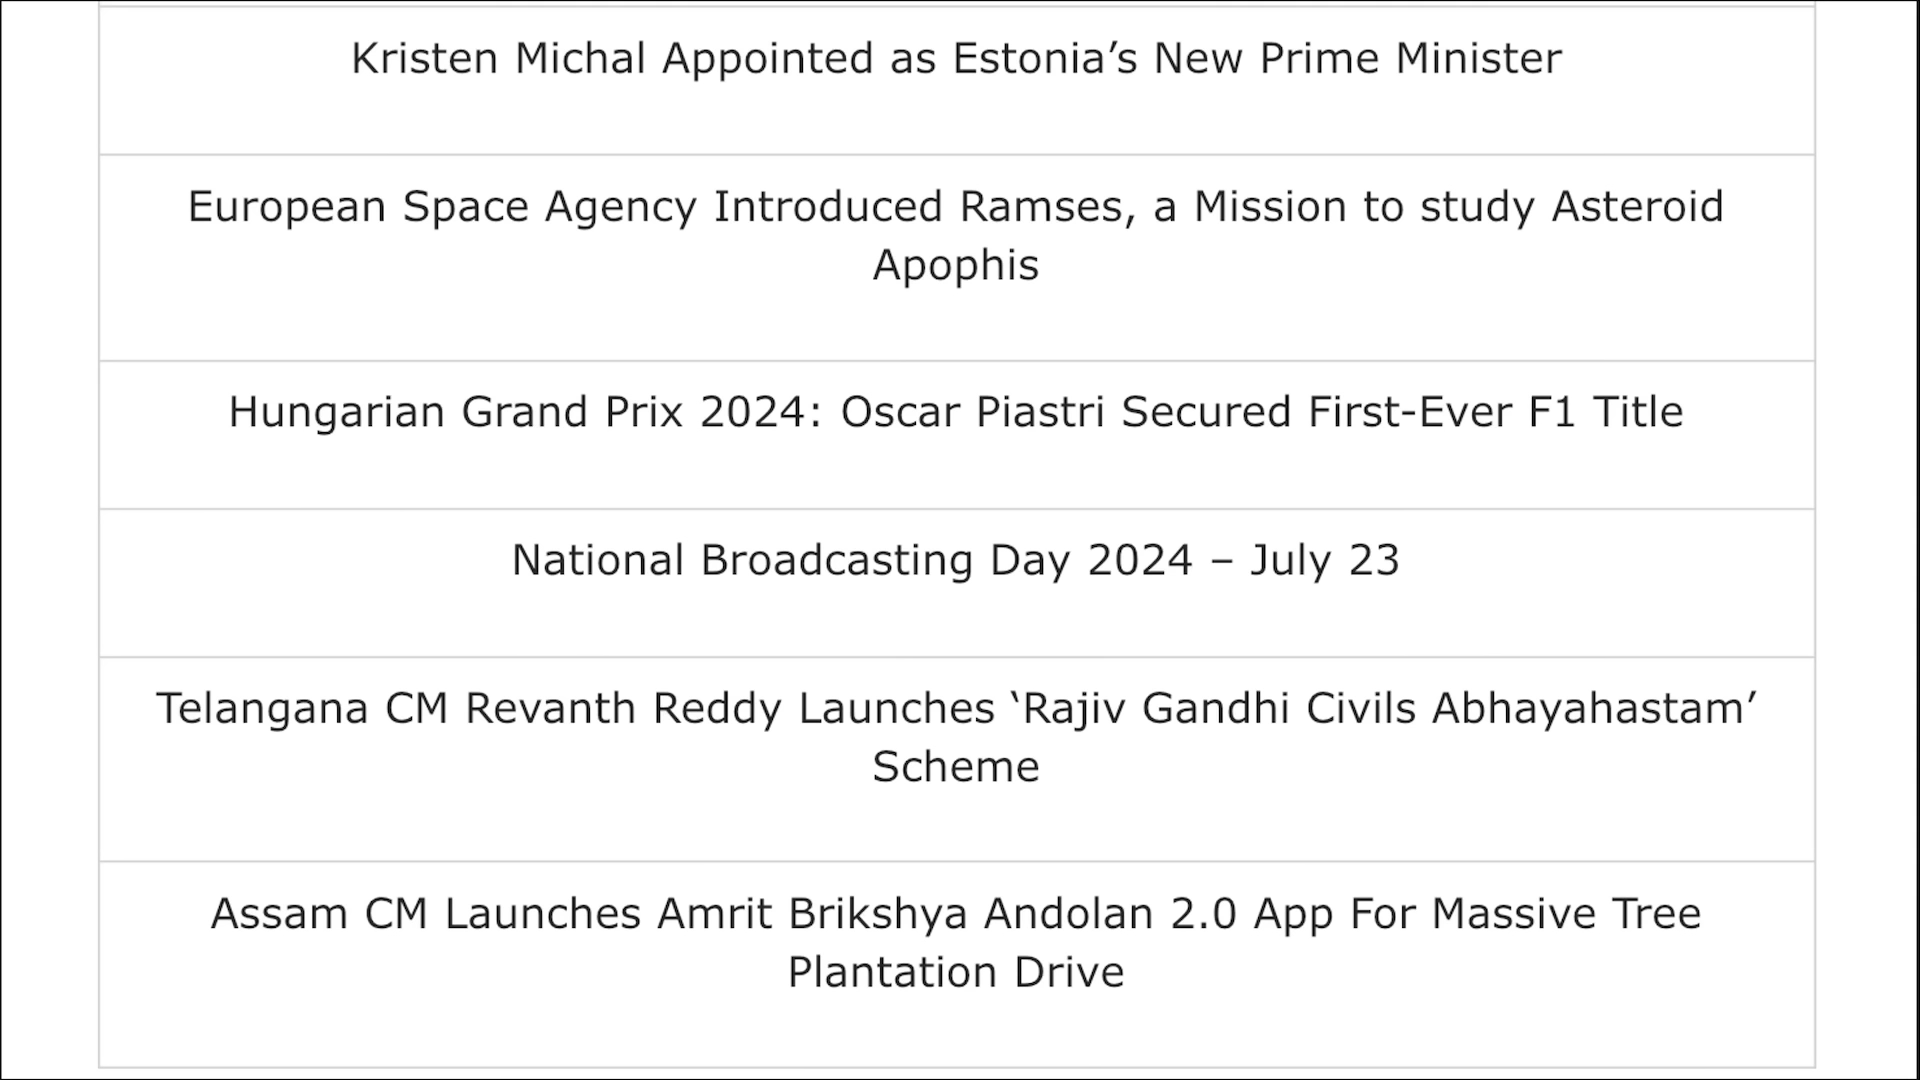 Kristen Michal Appointed as Estonia’s New Prime Minister
European Space Agency Introduced Ramses, a Mission to study Asteroid
Apophis
Hungarian Grand Prix 2024: Oscar Piastri Secured First-Ever F1 Title
National Broadcasting Day 2024 – July 23
Telangana CM Revanth Reddy Launches ‘Rajiv Gandhi Civils Abhayahastam’
Scheme
Assam CM Launches Amrit Brikshya Andolan 2.0 App For Massive Tree
Plantation Drive